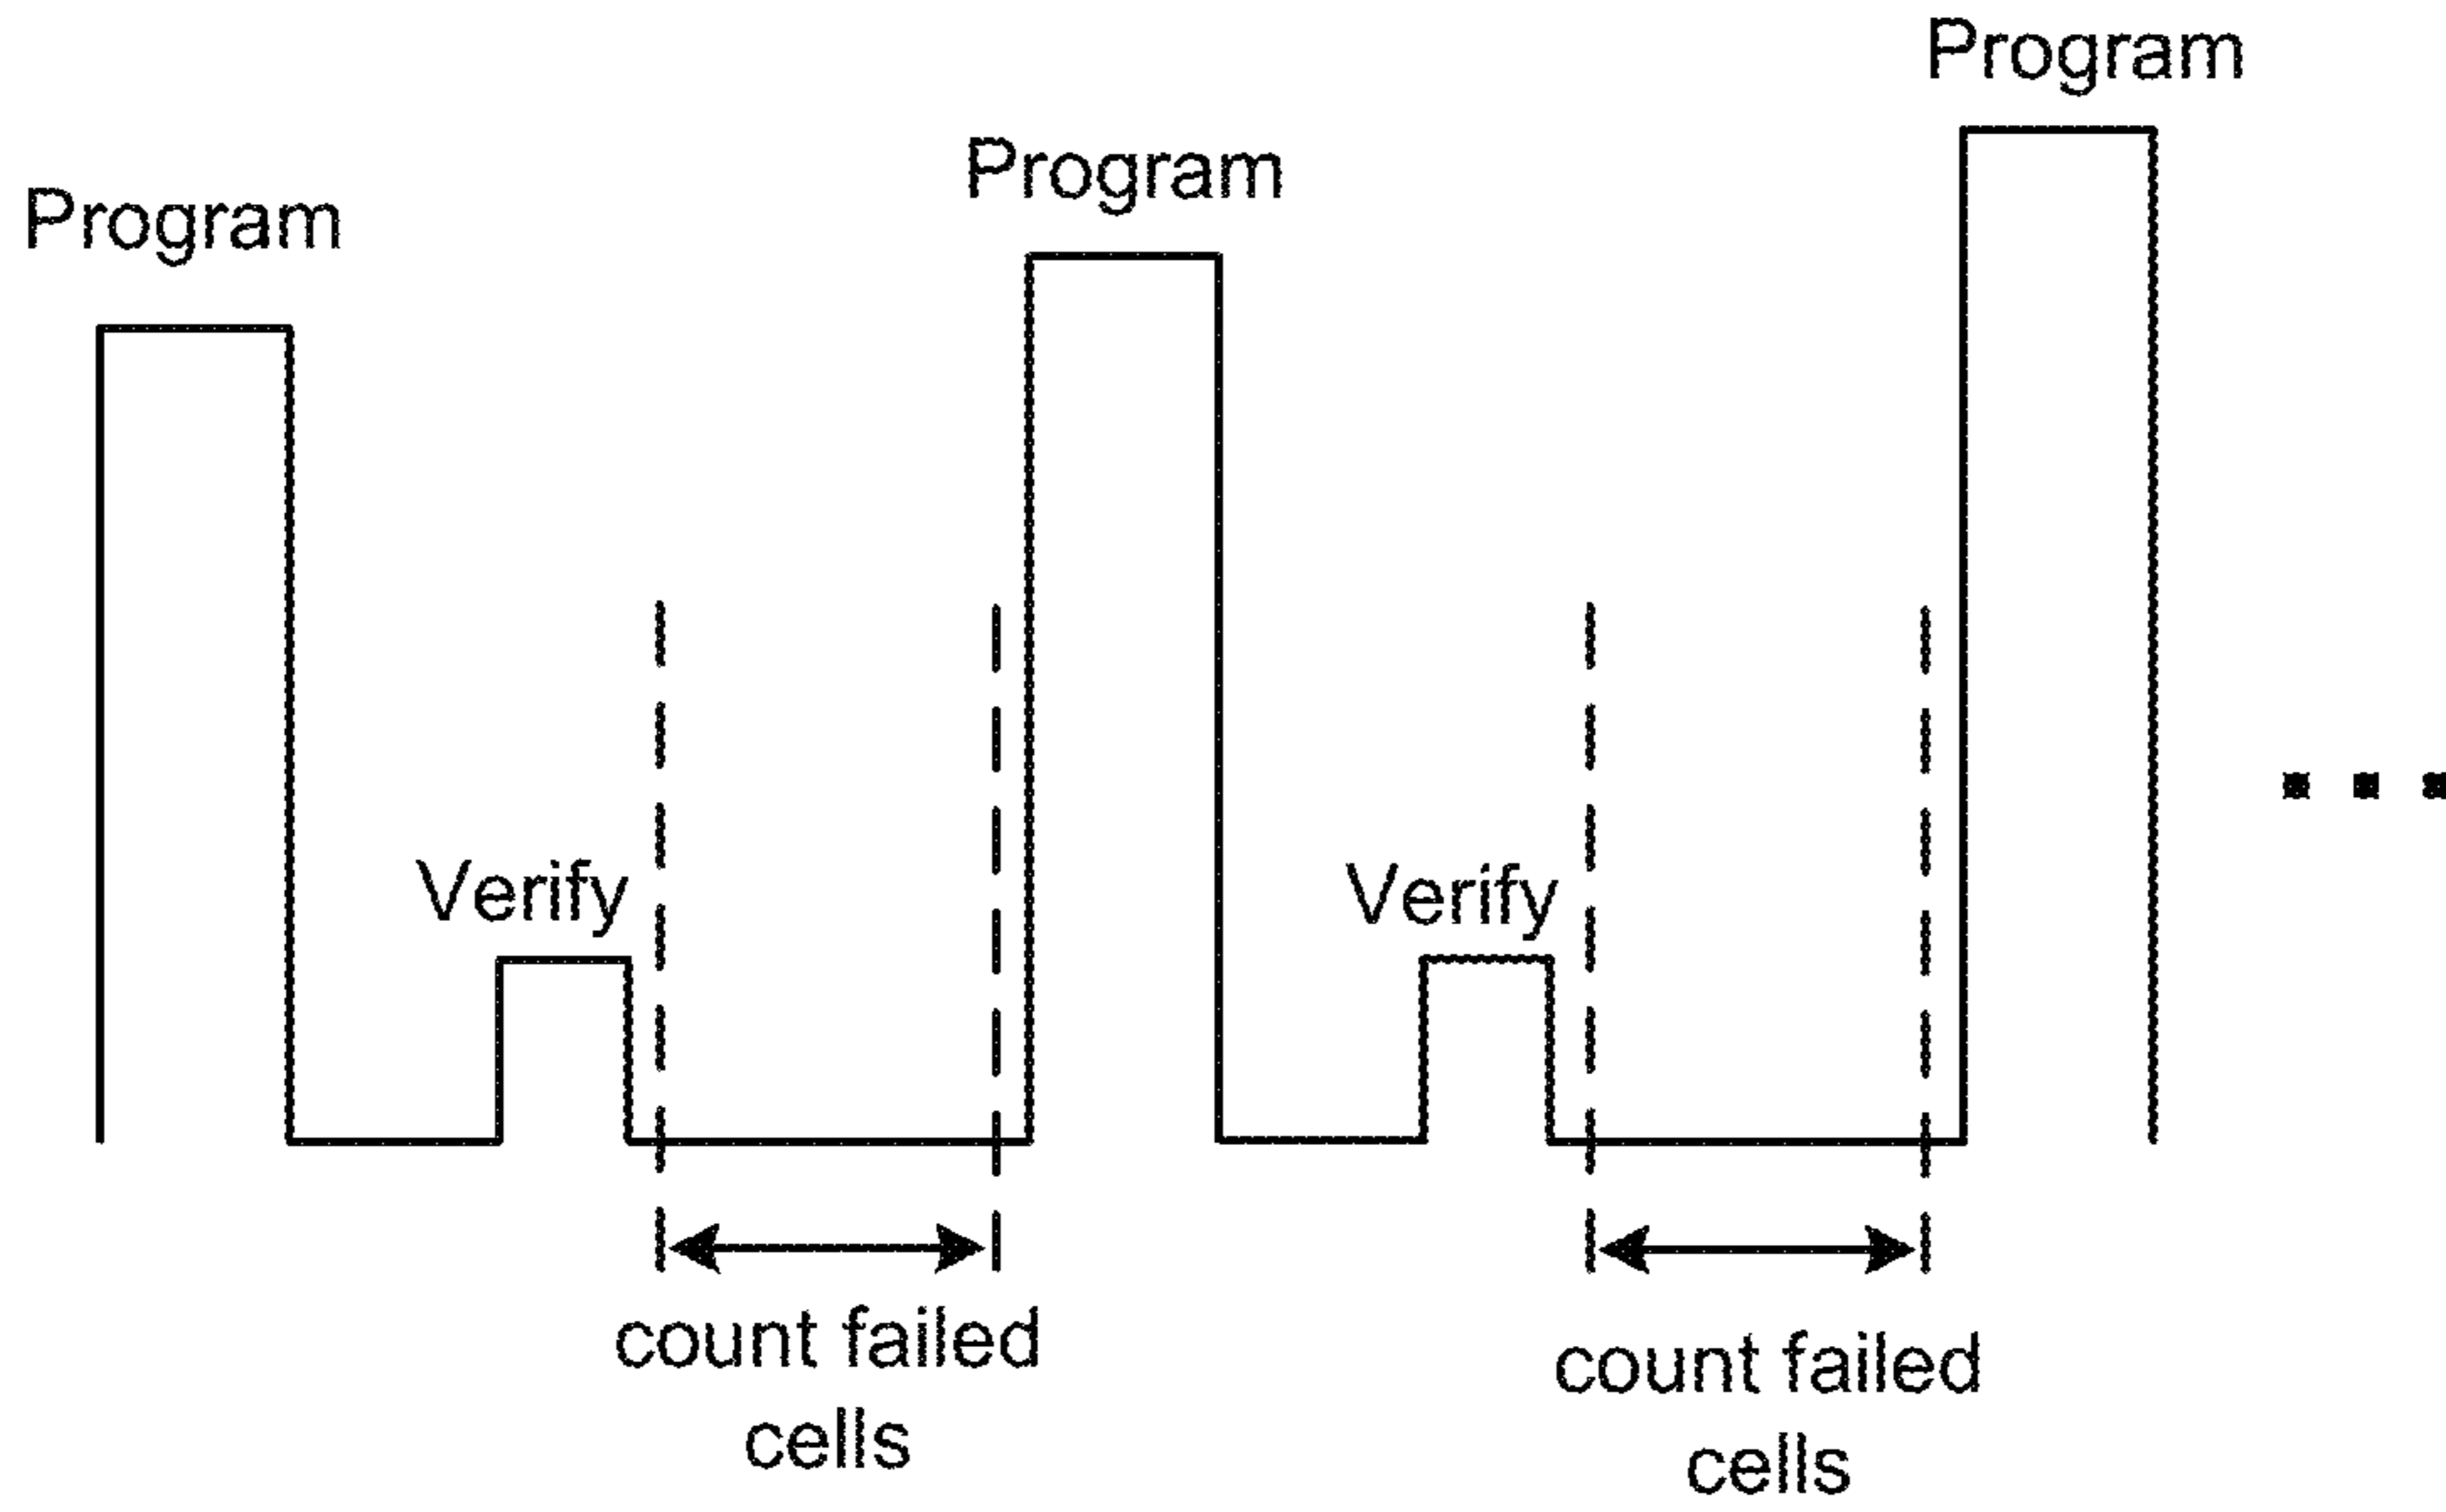 Program
Program
Program
Verify
Verify
count failed
cells
count failed
cells